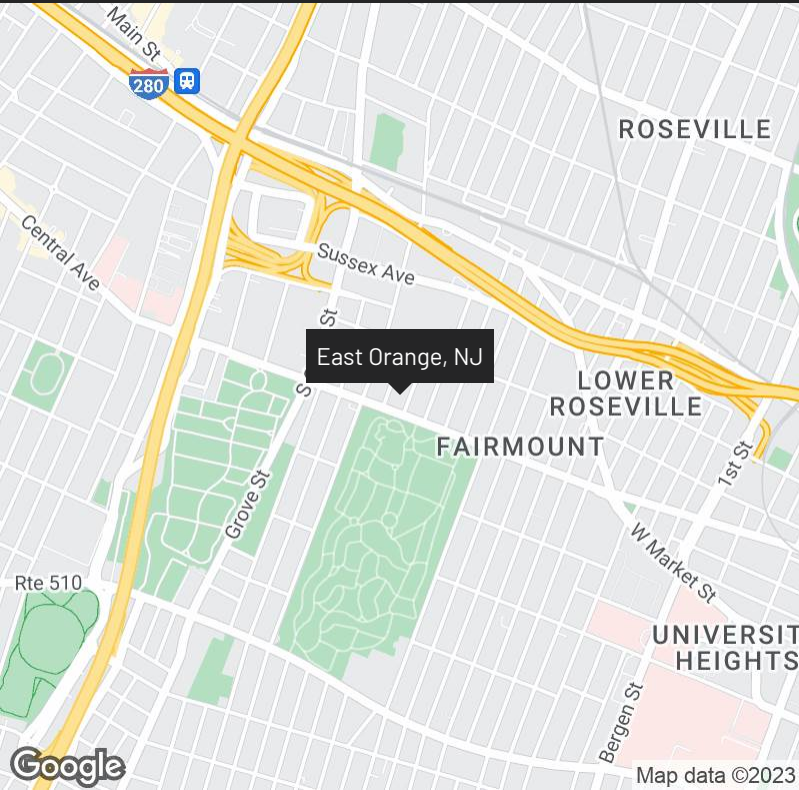 Main St
280
ROSEVILLE
Central Ave
Sussex Ave
St
East Orange, NJ
S
LOWER
ROSEVILLE
FAIRMOUNT
1st St
Grove St
W Market St
Rte 510
UNIVERSIT
HEIGHTS
Bergen St
Google
Map data ©2023